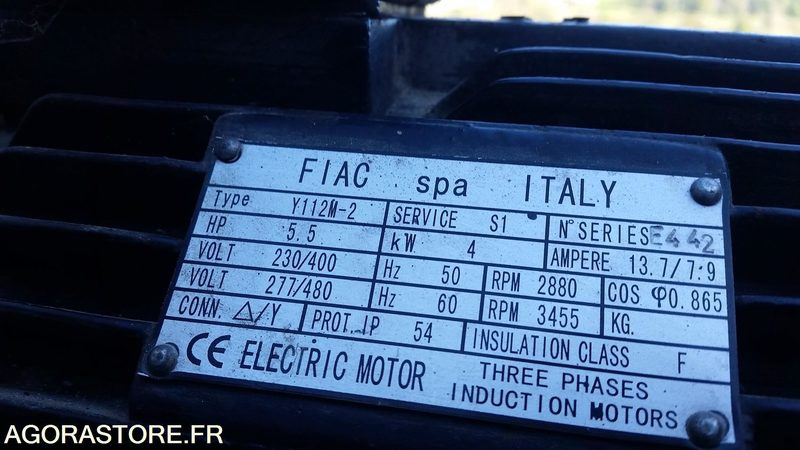 FIAC spa ITALY
Type Y112M-2 SERVICE S1 N° SERIES E442
HP 5.5 kW 4 AMPERE 13.7/7:9
VOLT 230/400 Hz 50 RPM 2880 COS φ0.865
VOLT 277/480 Hz 60 RPM 3455 KG.
CONN. △/Y PROT.IP 54 INSULATION CLASS F
CE ELECTRIC MOTOR THREE PHASES
INDUCTION MOTORS
AGORASTORE.FR